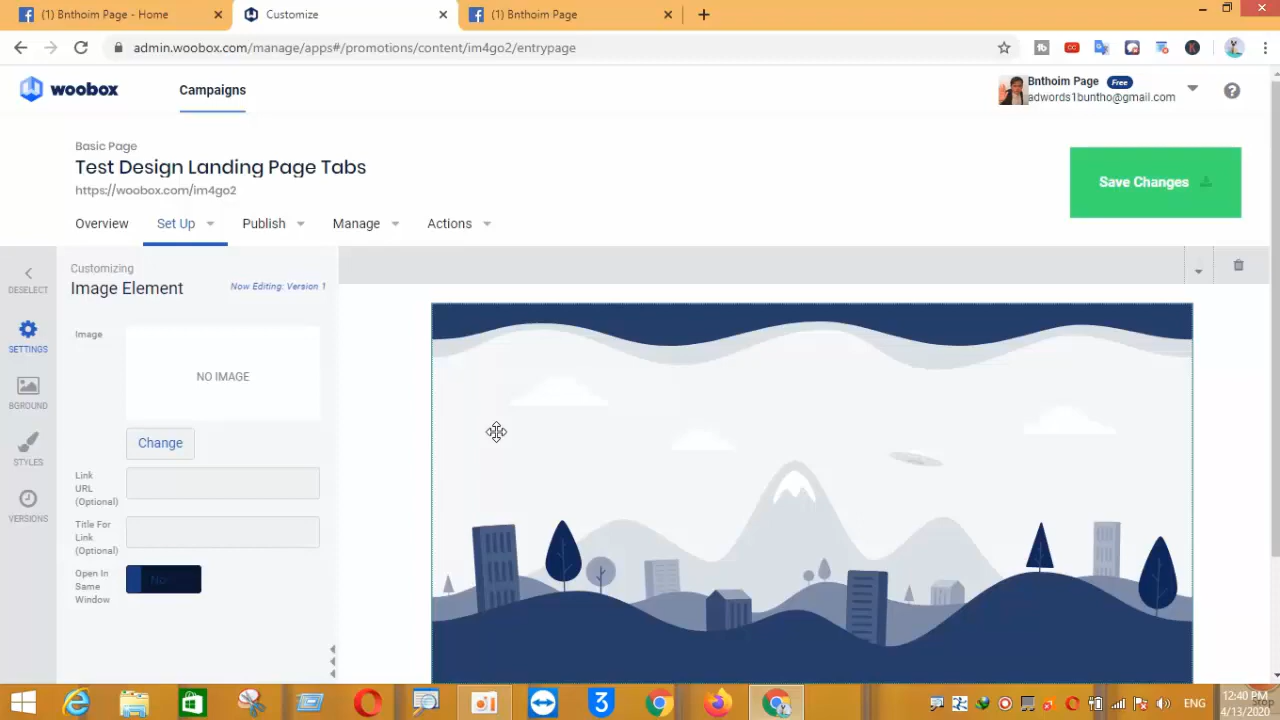 (1) Bnthoim Page - Home
Customize
(1) Bnthoim Page
admin.woobox.com/manage/apps#/promotions/content/im4go2/entrypage
woobox
Campaigns
Bnthoim Page Free
adwords1buntho@gmail.com
Basic Page
Test Design Landing Page Tabs
https://woobox.com/im4go2
Save Changes
Overview
Set Up
Publish
Manage
Actions
DESELECT
SETTINGS
BGROUND
STYLES
VERSIONS
Customizing
Image Element
Now Editing: Version 1
Image
NO IMAGE
Change
Link
URL
(Optional)
Title For
Link
(Optional)
Open In
Same
Window
No
ENG
12:40 PM
4/13/2020
Stop